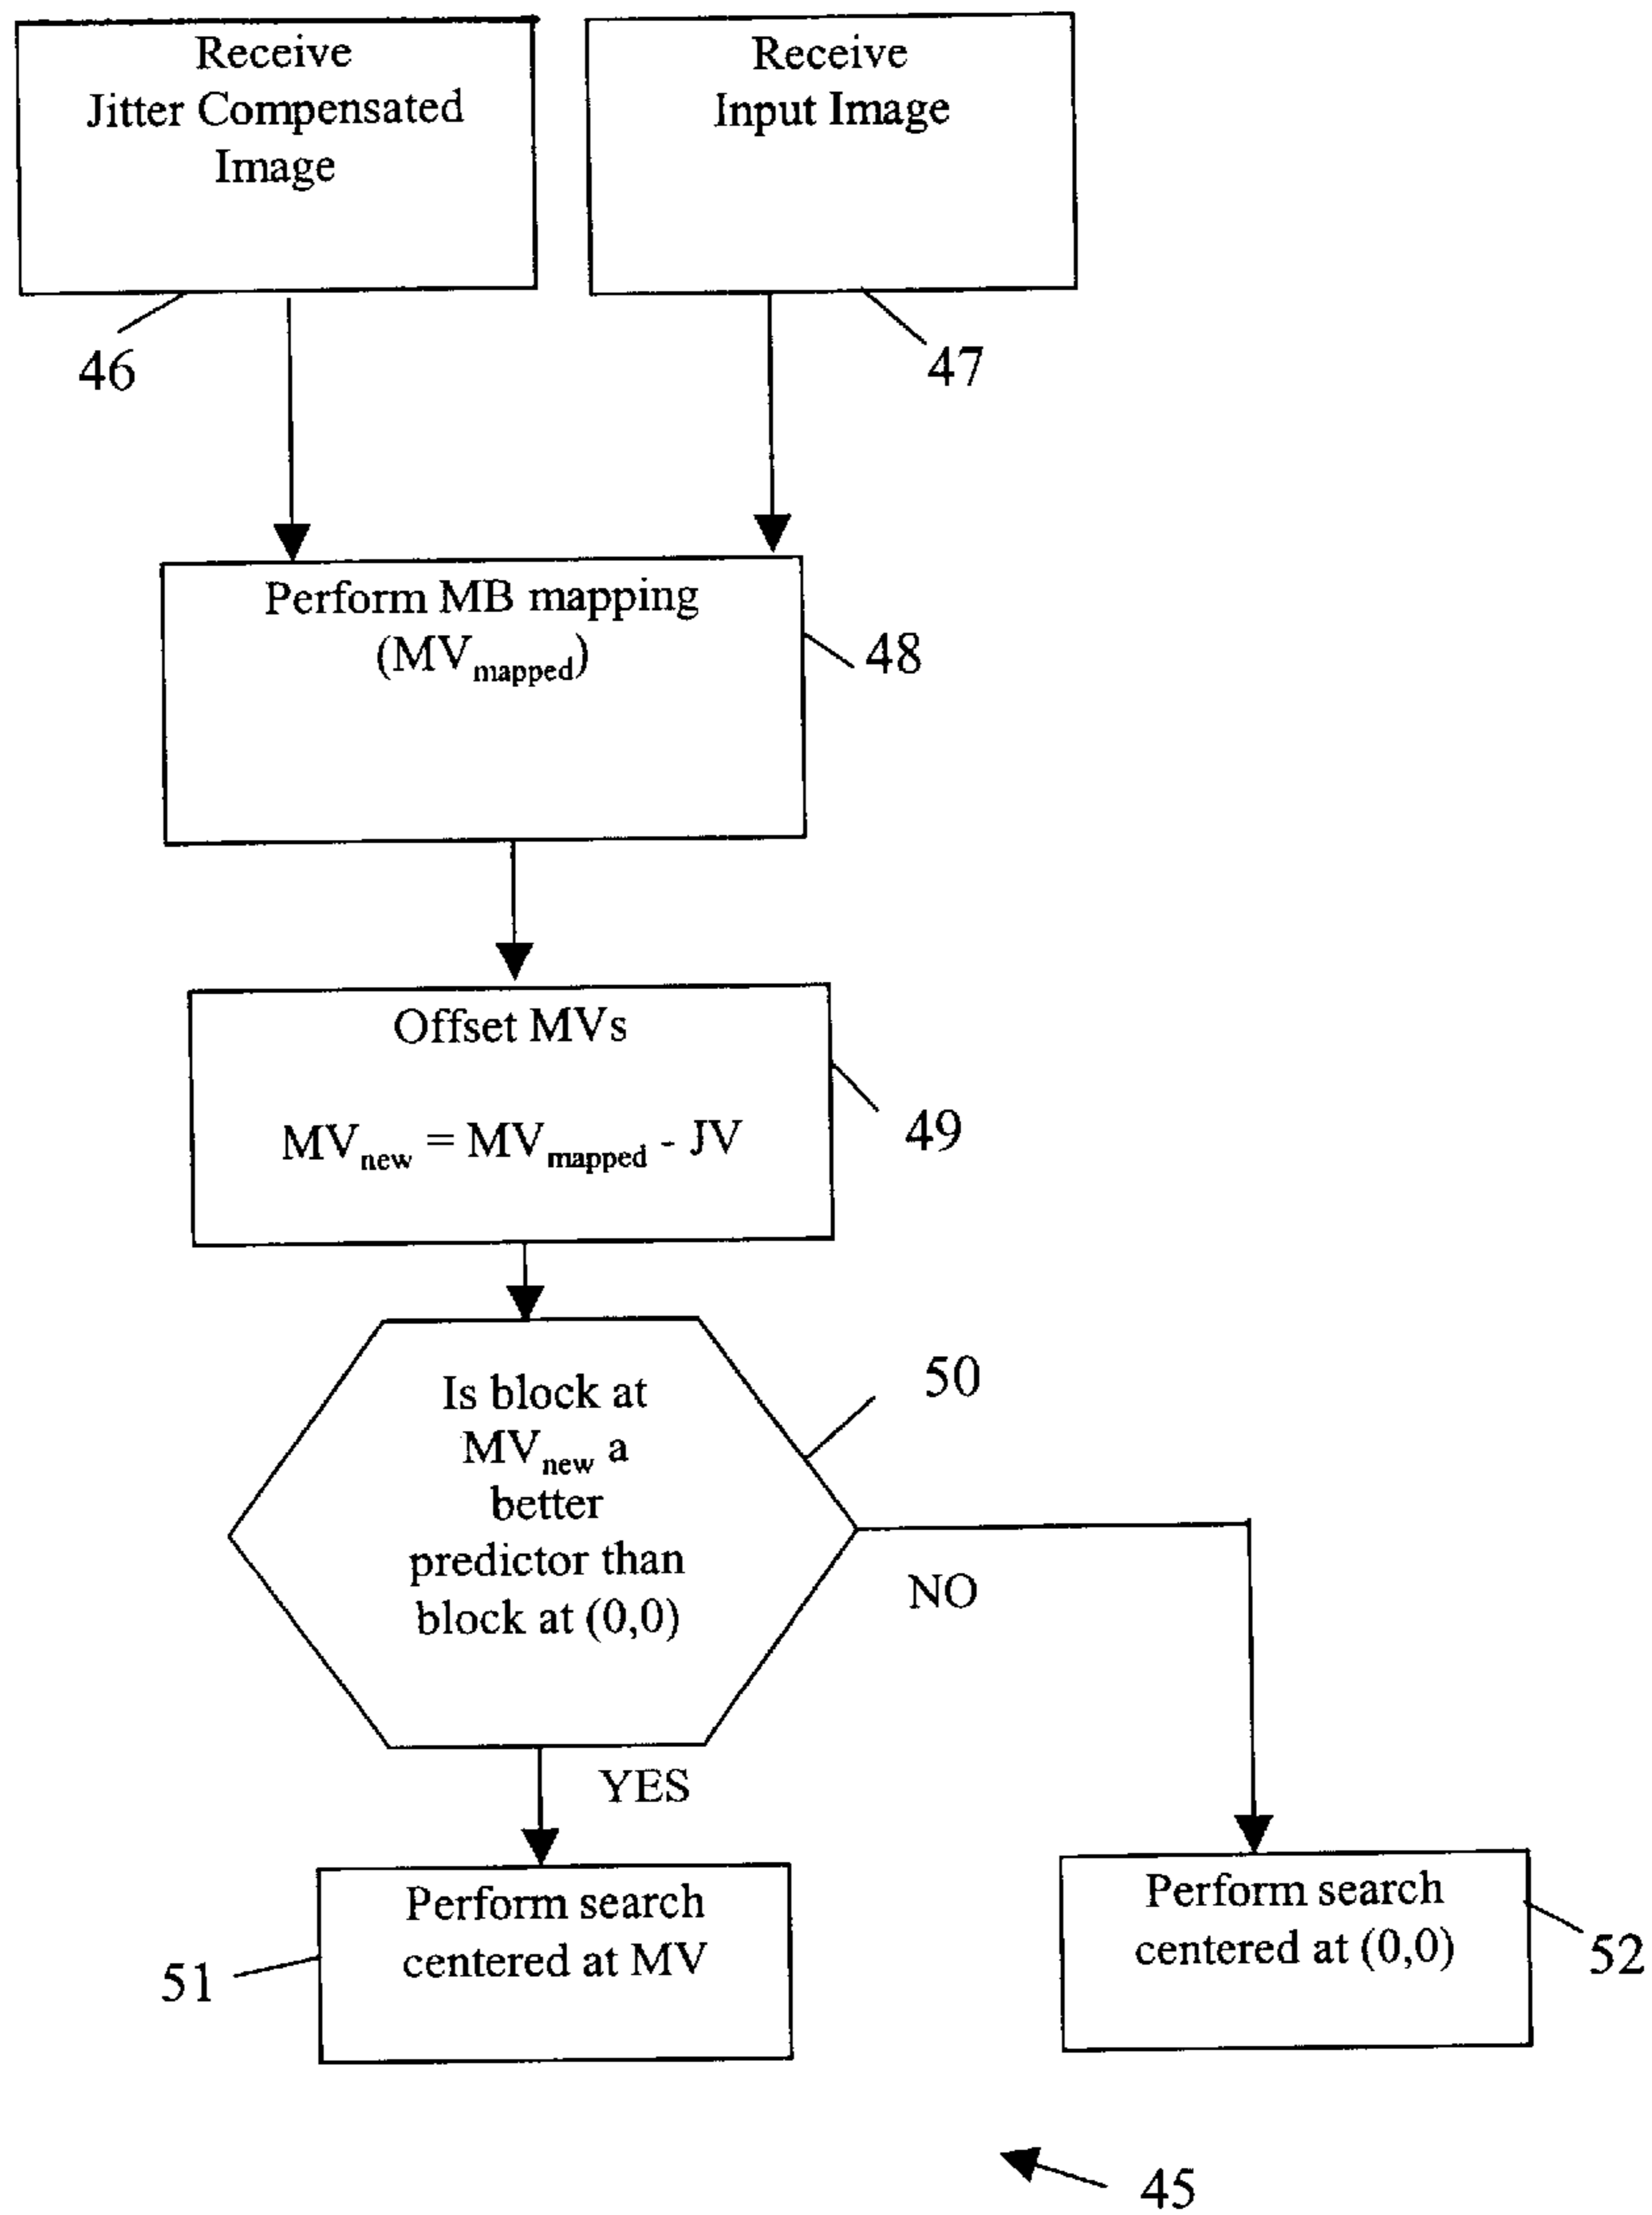 Receive
Jitter Compensated
Image
46
Receive
Input Image
47
Perform MB mapping
(MVmapped)
48
Offset MVs
MVnew = MVmapped - JV
49
Is block at
MVnew a
better
predictor than
block at (0,0)
50
NO
YES
Perform search
centered at MV
51
Perform search
centered at (0,0)
52
45